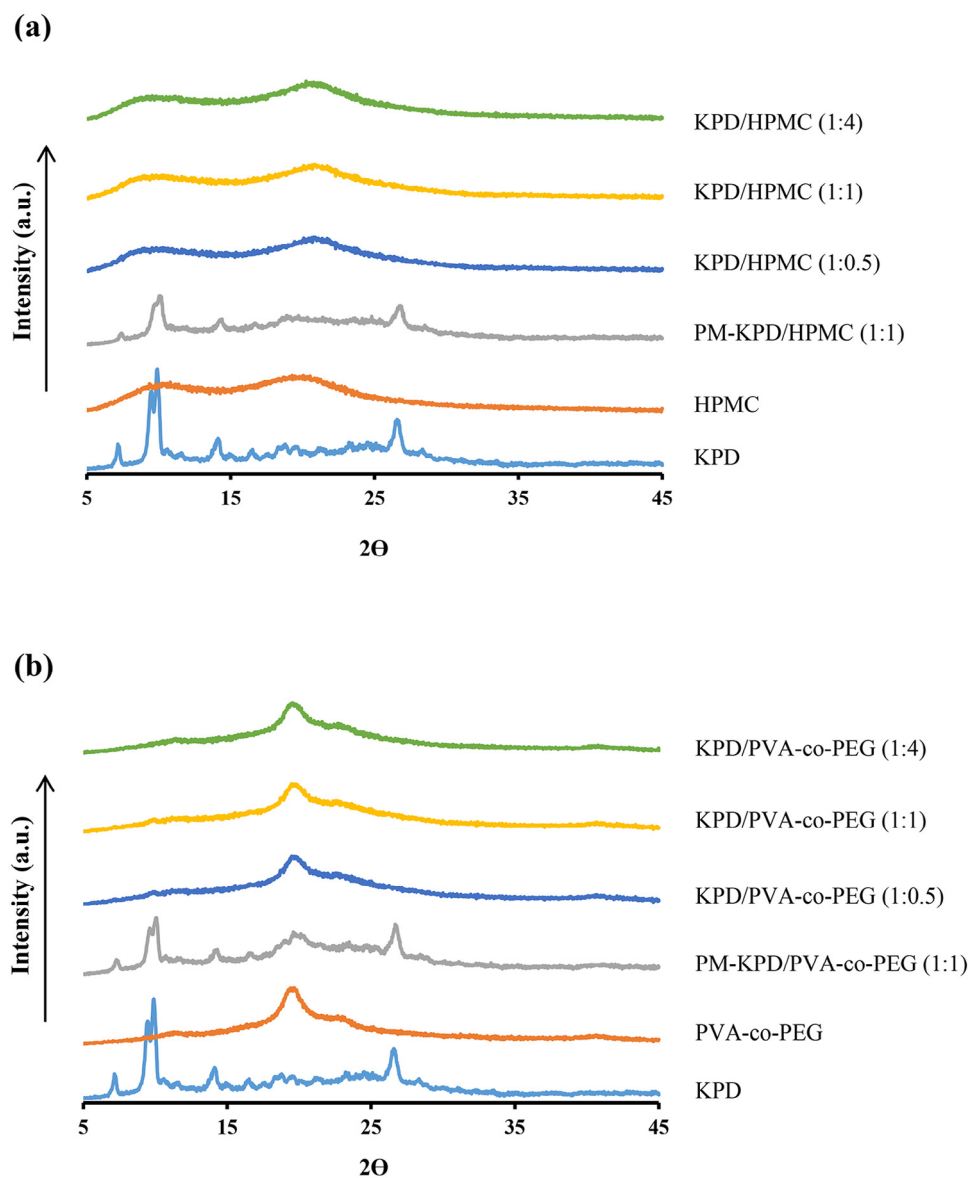 (a)
Intensity (a.u.)
KPD/HPMC (1:4)
KPD/HPMC (1:1)
KPD/HPMC (1:0.5)
PM-KPD/HPMC (1:1)
HPMC
KPD
5 15 25 35 45
2Ɵ
(b)
Intensity (a.u.)
KPD/PVA-co-PEG (1:4)
KPD/PVA-co-PEG (1:1)
KPD/PVA-co-PEG (1:0.5)
PM-KPD/PVA-co-PEG (1:1)
PVA-co-PEG
KPD
5 15 25 35 45
2Ɵ